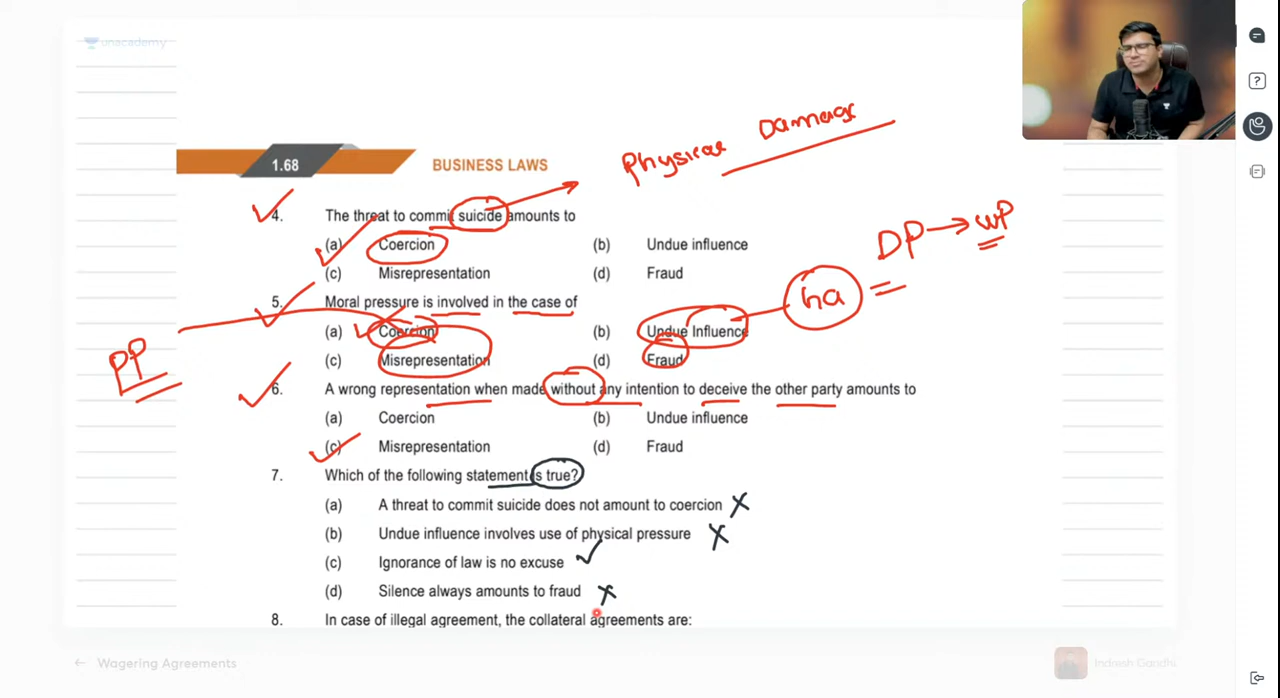 unacademy
Physical Damage
1.68 BUSINESS LAWS
4. The threat to commit suicide amounts to
(a) Coercion (b) Undue influence
(c) Misrepresentation (d) Fraud
DP → WP
5. Moral pressure is involved in the case of
ha =
(a) Coercion (b) Undue Influence
(c) Misrepresentation (d) Fraud
PP
6. A wrong representation when made without any intention to deceive the other party amounts to
(a) Coercion (b) Undue influence
(c) Misrepresentation (d) Fraud
7. Which of the following statement is true?
(a) A threat to commit suicide does not amount to coercion
(b) Undue influence involves use of physical pressure
(c) Ignorance of law is no excuse
(d) Silence always amounts to fraud
8. In case of illegal agreement, the collateral agreements are:
← Wagering Agreements
Indresh Gandhi